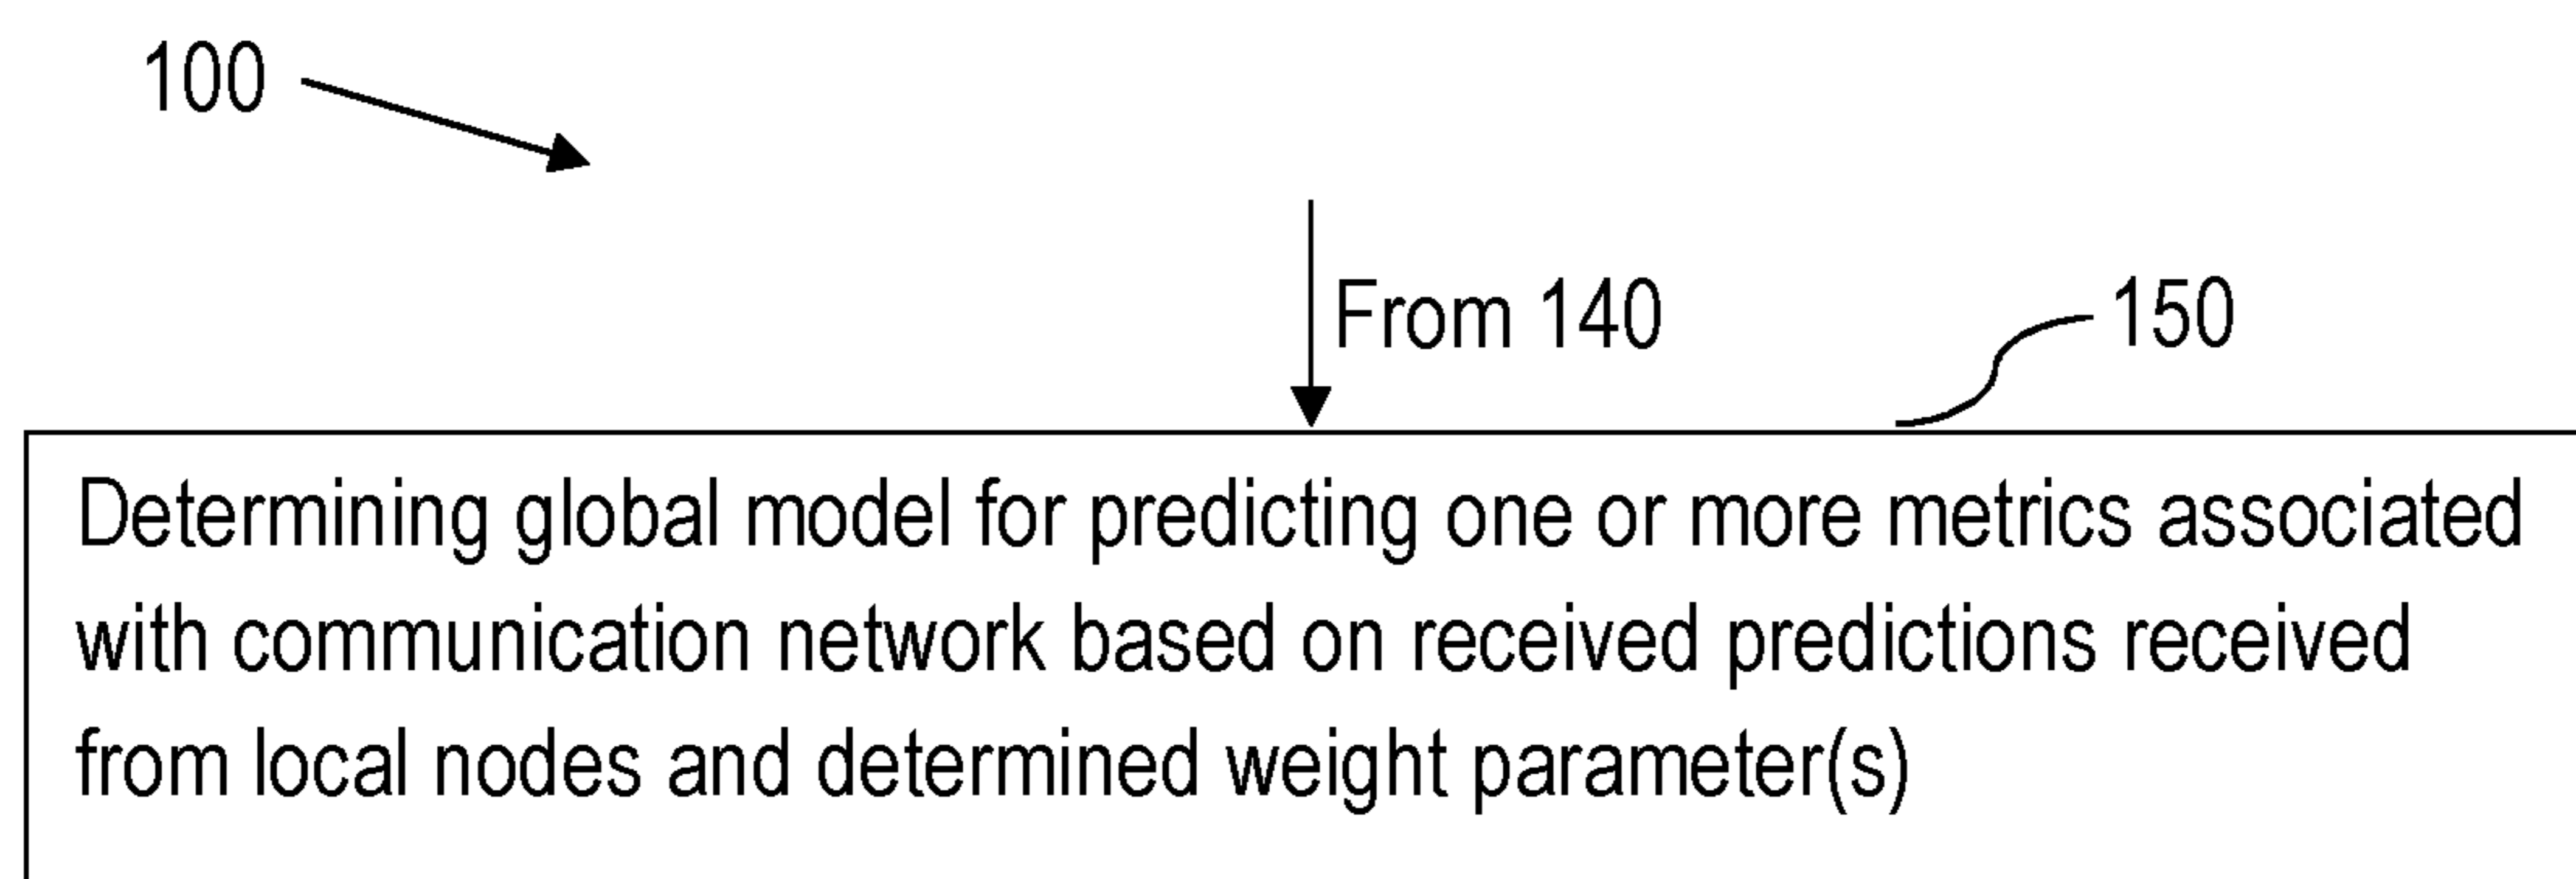 100
From 140
150
Determining global model for predicting one or more metrics associated
with communication network based on received predictions received
from local nodes and determined weight parameter(s)